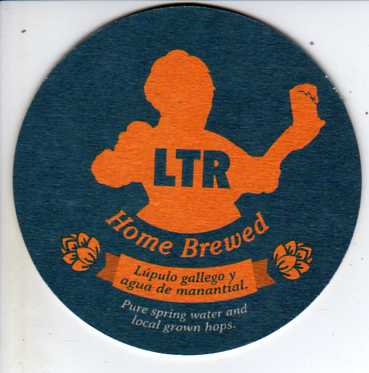 LTR
Home Brewed
Lúpulo gallego y
agua de manantial.
Pure spring water and
local grown hops.